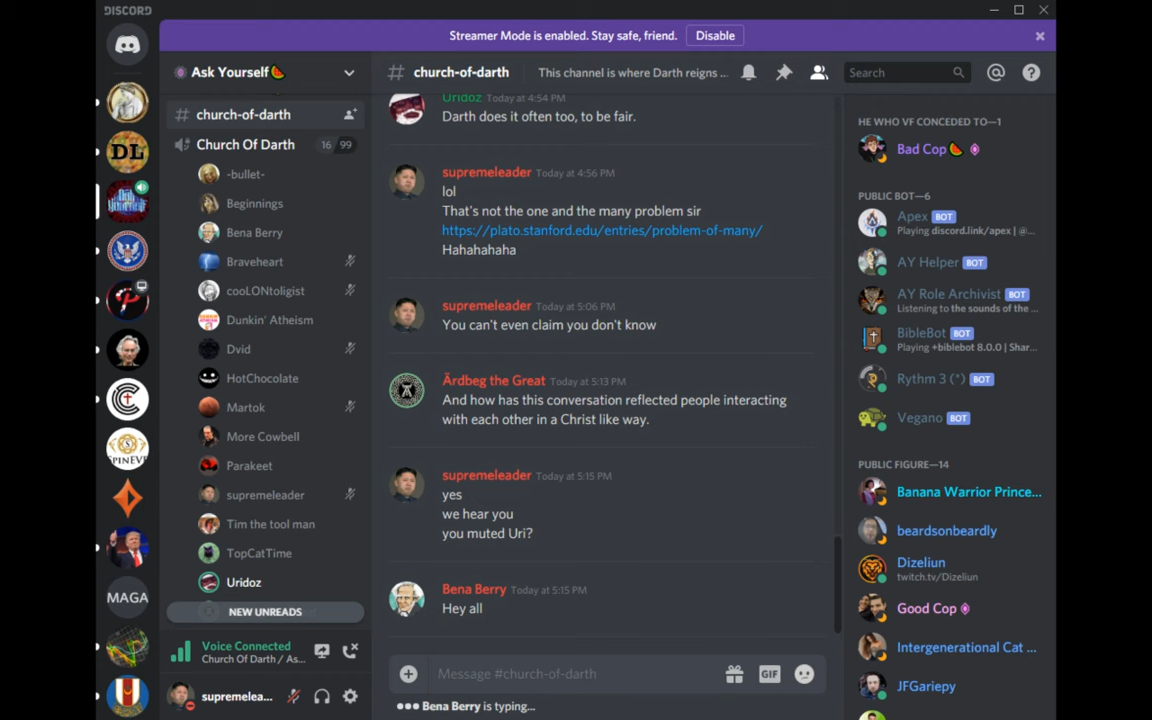 DISCORD
Streamer Mode is enabled. Stay safe, friend. Disable
Ask Yourself🍉
church-of-darth
Church Of Darth 16 99
-bullet-
Beginnings
Bena Berry
Braveheart
cooLONtoligist
Dunkin' Atheism
Dvid
HotChocolate
Martok
More Cowbell
Parakeet
supremeleader
Tim the tool man
TopCatTime
Uridoz
NEW UNREADS
Voice Connected
Church Of Darth / As...
supremelea...
DL
SPINEVE
MAGA
# church-of-darth This channel is where Darth reigns ...
Search
Uridoz Today at 4:54 PM
Darth does it often too, to be fair.
supremeleader Today at 4:56 PM
lol
That's not the one and the many problem sir
https://plato.stanford.edu/entries/problem-of-many/
Hahahahaha
supremeleader Today at 5:06 PM
You can't even claim you don't know
Ärdbeg the Great Today at 5:13 PM
And how has this conversation reflected people interacting
with each other in a Christ like way.
supremeleader Today at 5:15 PM
yes
we hear you
you muted Uri?
Bena Berry Today at 5:15 PM
Hey all
Message #church-of-darth
GIF
Bena Berry is typing...
HE WHO VF CONCEDED TO—1
Bad Cop🍉
PUBLIC BOT—6
Apex BOT
Playing discord.link/apex | @...
AY Helper BOT
AY Role Archivist BOT
Listening to the sounds of the ...
BibleBot BOT
Playing +biblebot 8.0.0 | Shar...
Rythm 3 (*) BOT
Vegano BOT
PUBLIC FIGURE—14
Banana Warrior Prince...
beardsonbeardly
Dizeliun
twitch.tv/Dizeliun
Good Cop
Intergenerational Cat ...
JFGariepy